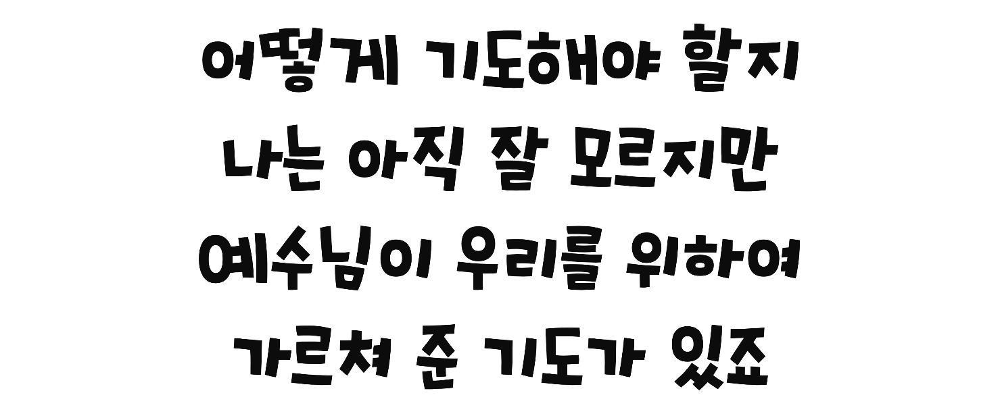 어떻게 기도해야 할지
나는 아직 잘 모르지만
예수님이 우리를 위하여
가르쳐 준 기도가 있죠